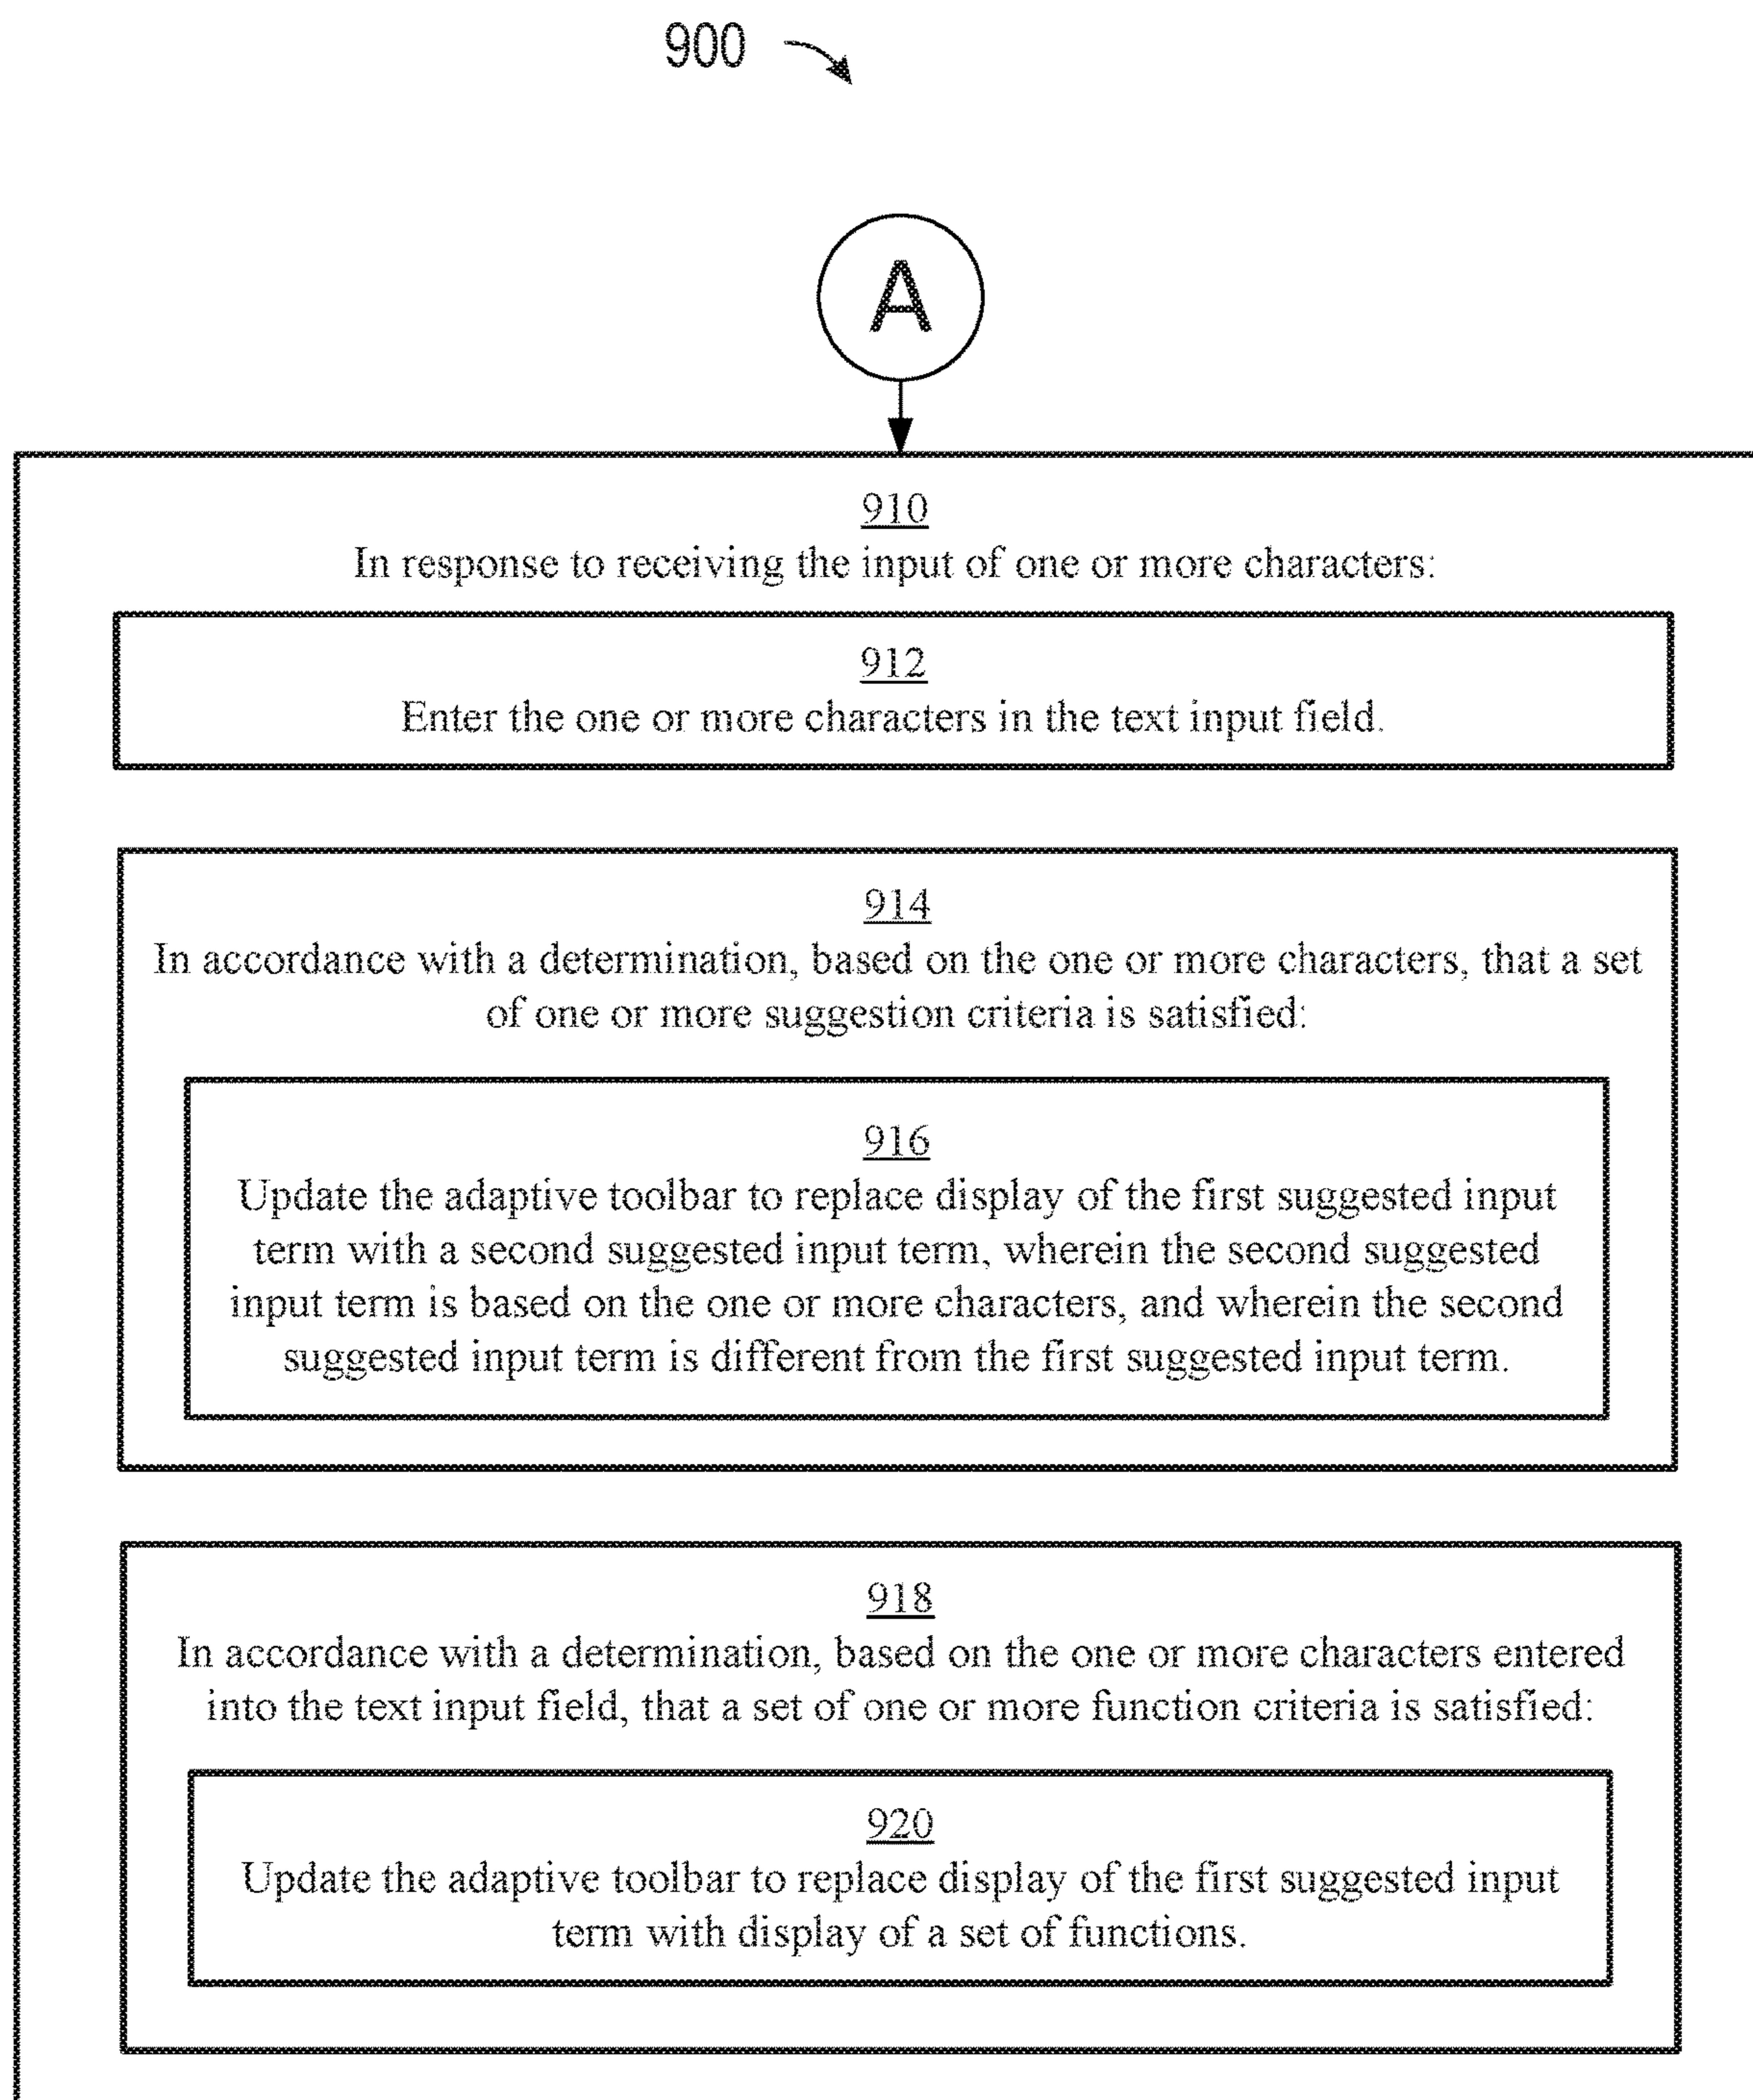 900
A
910
In response to receiving the input of one or more characters:
912
Enter the one or more characters in the text input field.
914
In accordance with a determination, based on the one or more characters, that a set
of one or more suggestion criteria is satisfied:
916
Update the adaptive toolbar to replace display of the first suggested input
term with a second suggested input term, wherein the second suggested
input term is based on the one or more characters, and wherein the second
suggested input term is different from the first suggested input term.
918
In accordance with a determination, based on the one or more characters entered
into the text input field, that a set of one or more function criteria is satisfied:
920
Update the adaptive toolbar to replace display of the first suggested input
term with display of a set of functions.